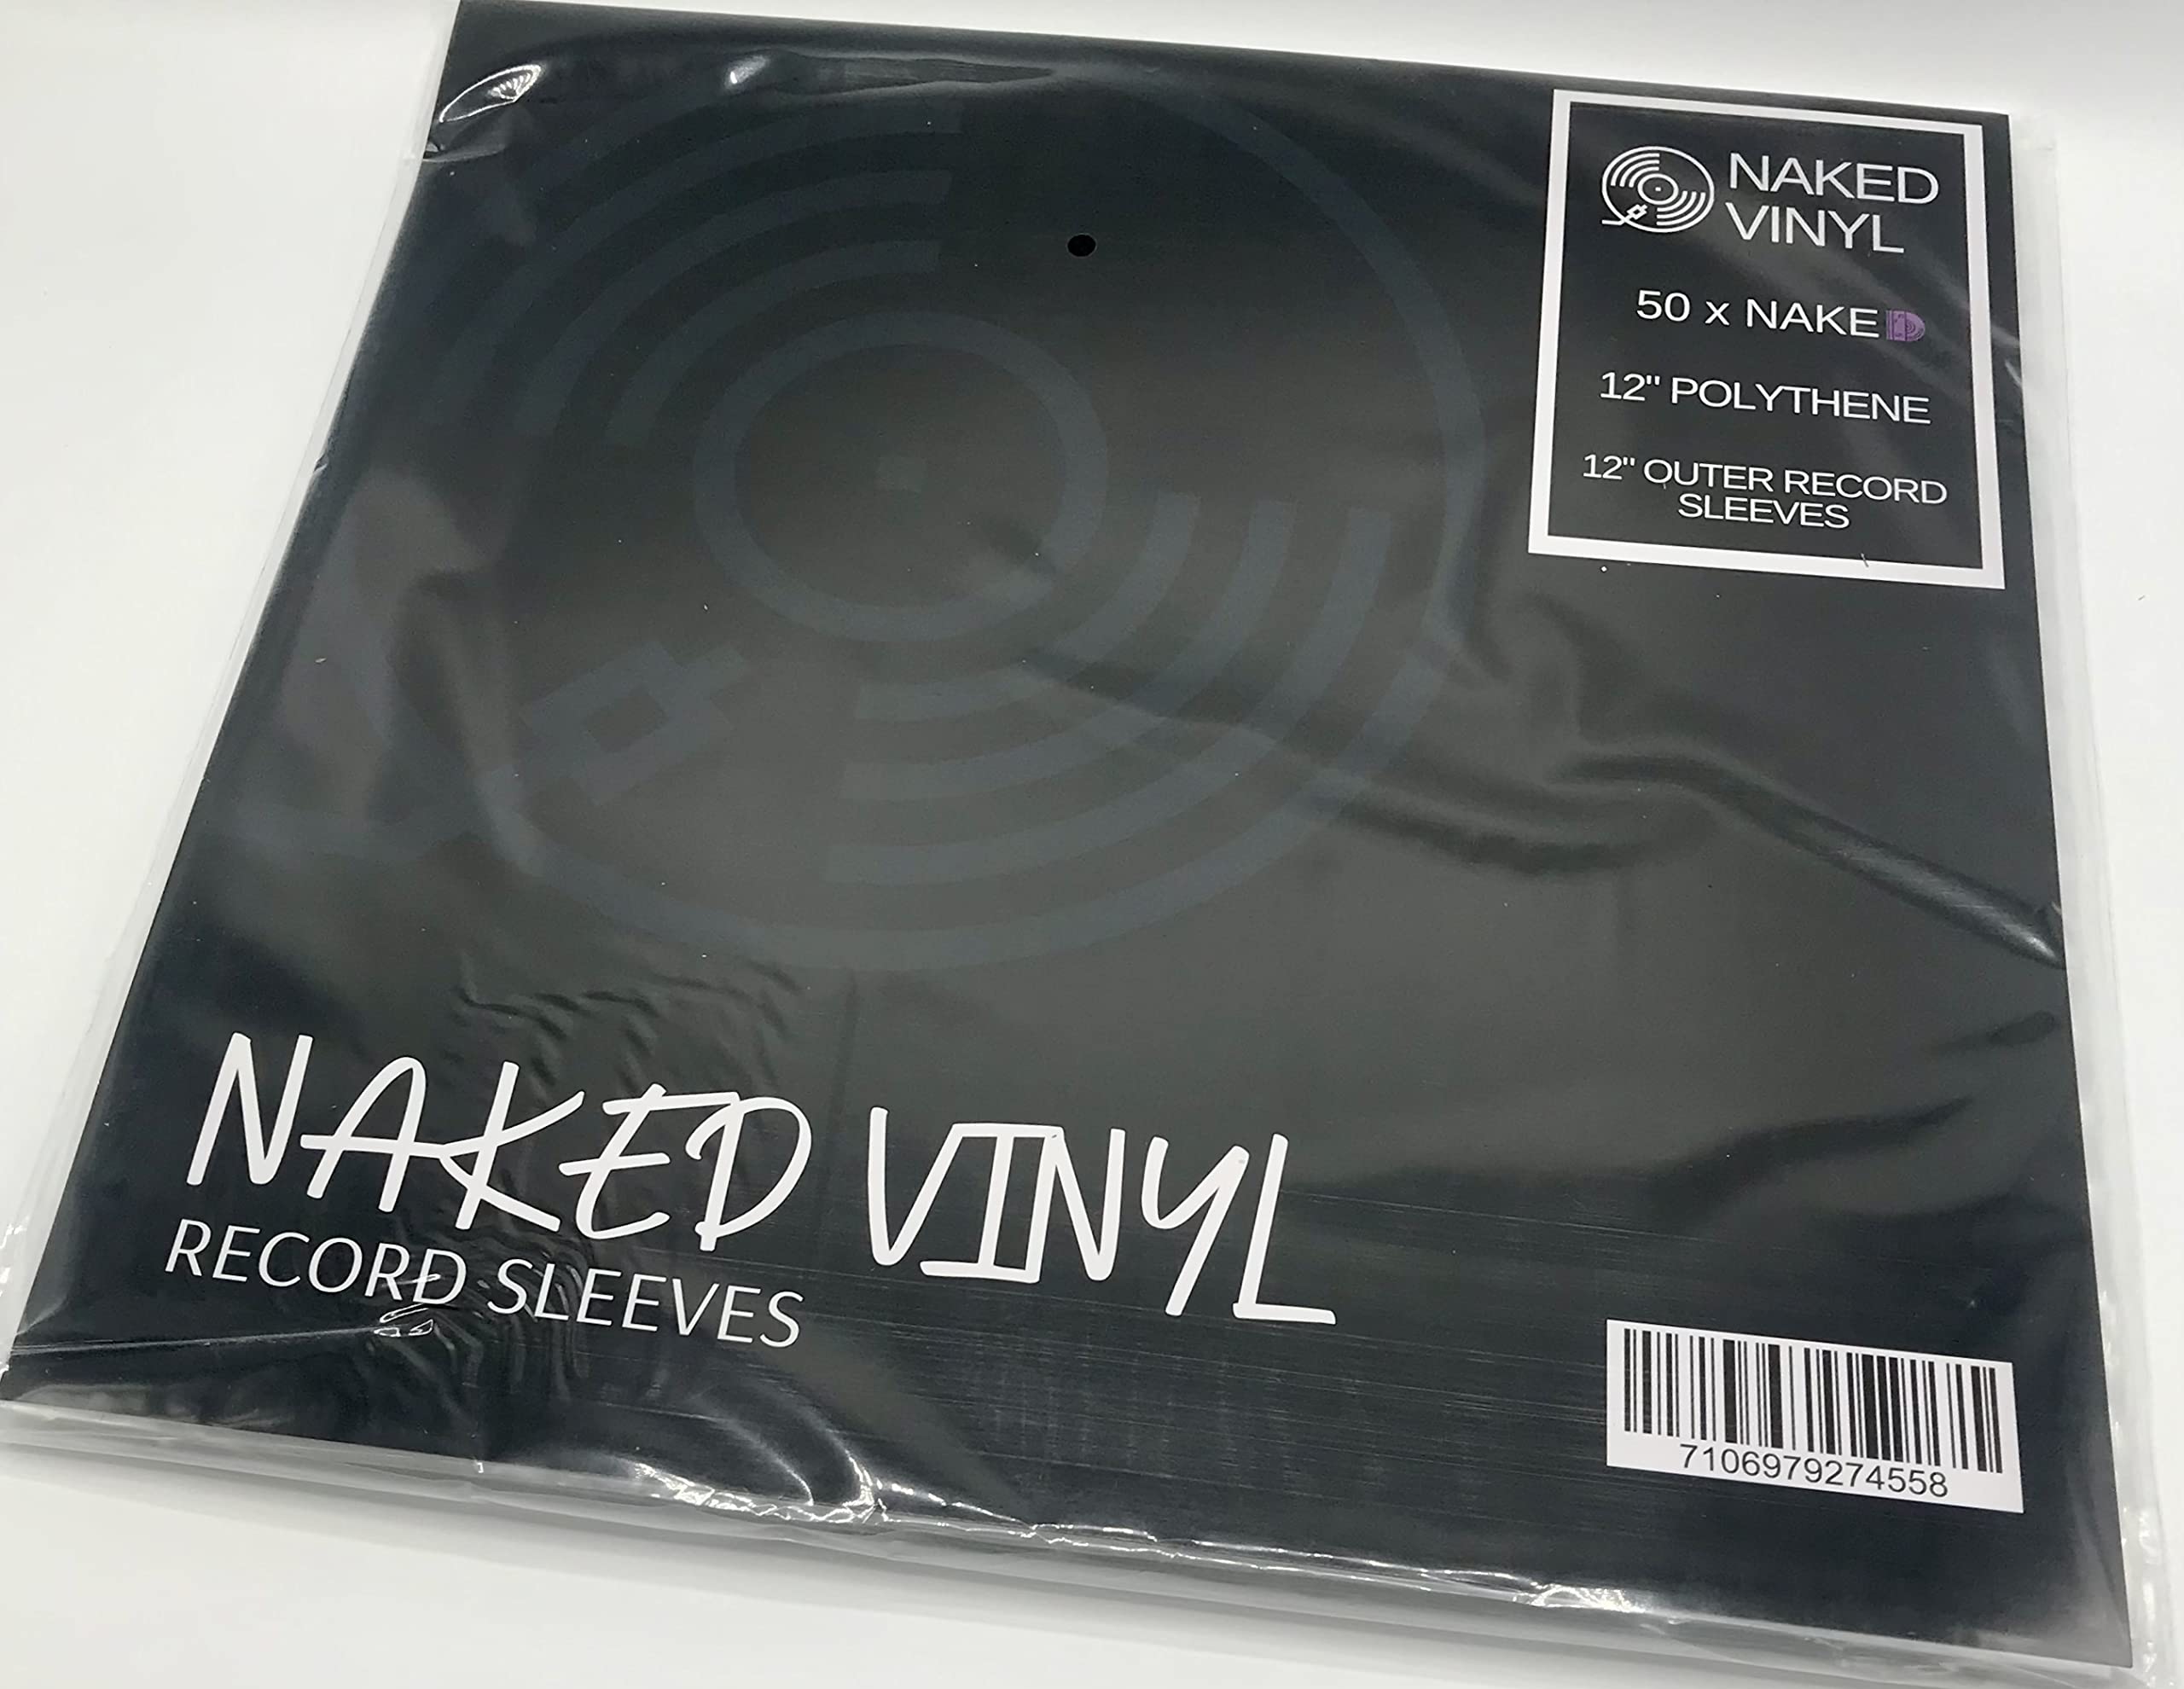 NAKED
VINYL
50 x NAKED
12" POLYTHENE
12" OUTER RECORD
SLEEVES
NAKED VINYL
RECORD SLEEVES
7106979274558